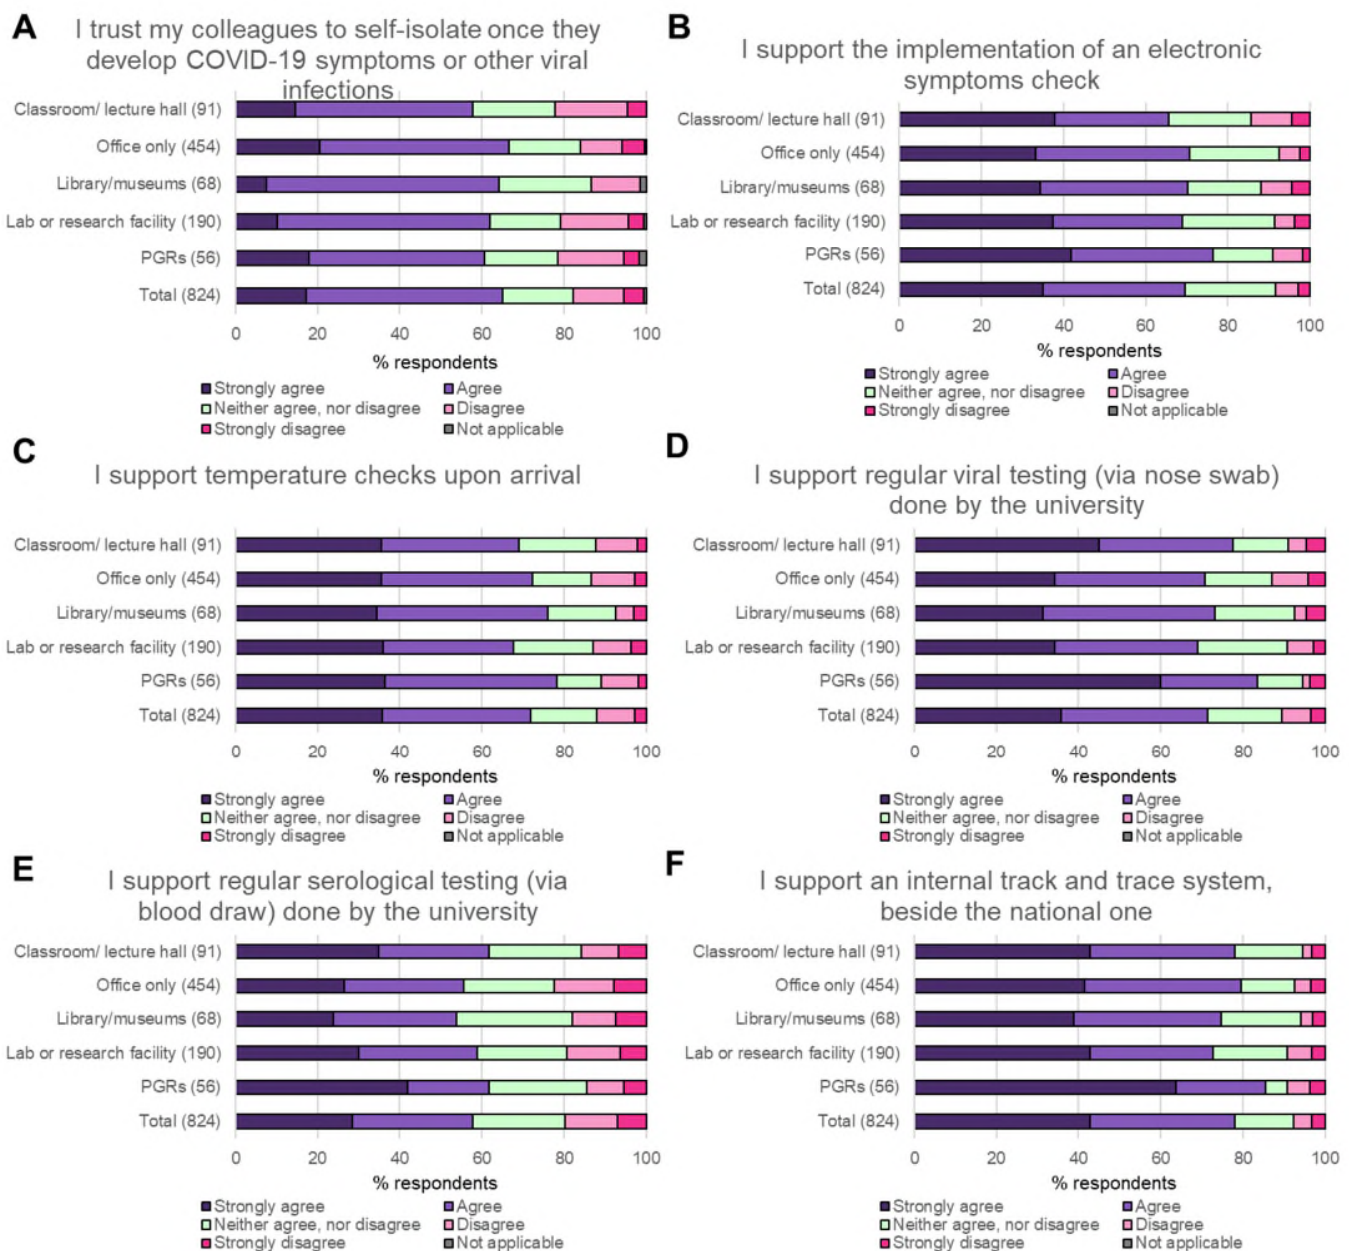 A
I trust my colleagues to self-isolate once they
develop COVID-19 symptoms or other viral
infections
Classroom/ lecture hall (91)
Office only (454)
Library/museums (68)
Lab or research facility (190)
PGRs (56)
Total (824)
0 20 40 60 80 100
% respondents
Strongly agree Agree
Neither agree, nor disagree Disagree
Strongly disagree Not applicable
B
I support the implementation of an electronic
symptoms check
Classroom/ lecture hall (91)
Office only (454)
Library/museums (68)
Lab or research facility (190)
PGRs (56)
Total (824)
0 20 40 60 80 100
% respondents
Strongly agree Agree
Neither agree, nor disagree Disagree
Strongly disagree Not applicable
C
I support temperature checks upon arrival
Classroom/ lecture hall (91)
Office only (454)
Library/museums (68)
Lab or research facility (190)
PGRs (56)
Total (824)
0 20 40 60 80 100
% respondents
Strongly agree Agree
Neither agree, nor disagree Disagree
Strongly disagree Not applicable
D
I support regular viral testing (via nose swab)
done by the university
Classroom/ lecture hall (91)
Office only (454)
Library/museums (68)
Lab or research facility (190)
PGRs (56)
Total (824)
0 20 40 60 80 100
% respondents
Strongly agree Agree
Neither agree, nor disagree Disagree
Strongly disagree Not applicable
E
I support regular serological testing (via
blood draw) done by the university
Classroom/ lecture hall (91)
Office only (454)
Library/museums (68)
Lab or research facility (190)
PGRs (56)
Total (824)
0 20 40 60 80 100
% respondents
Strongly agree Agree
Neither agree, nor disagree Disagree
Strongly disagree Not applicable
F
I support an internal track and trace system,
beside the national one
Classroom/ lecture hall (91)
Office only (454)
Library/museums (68)
Lab or research facility (190)
PGRs (56)
Total (824)
0 20 40 60 80 100
% respondents
Strongly agree Agree
Neither agree, nor disagree Disagree
Strongly disagree Not applicable